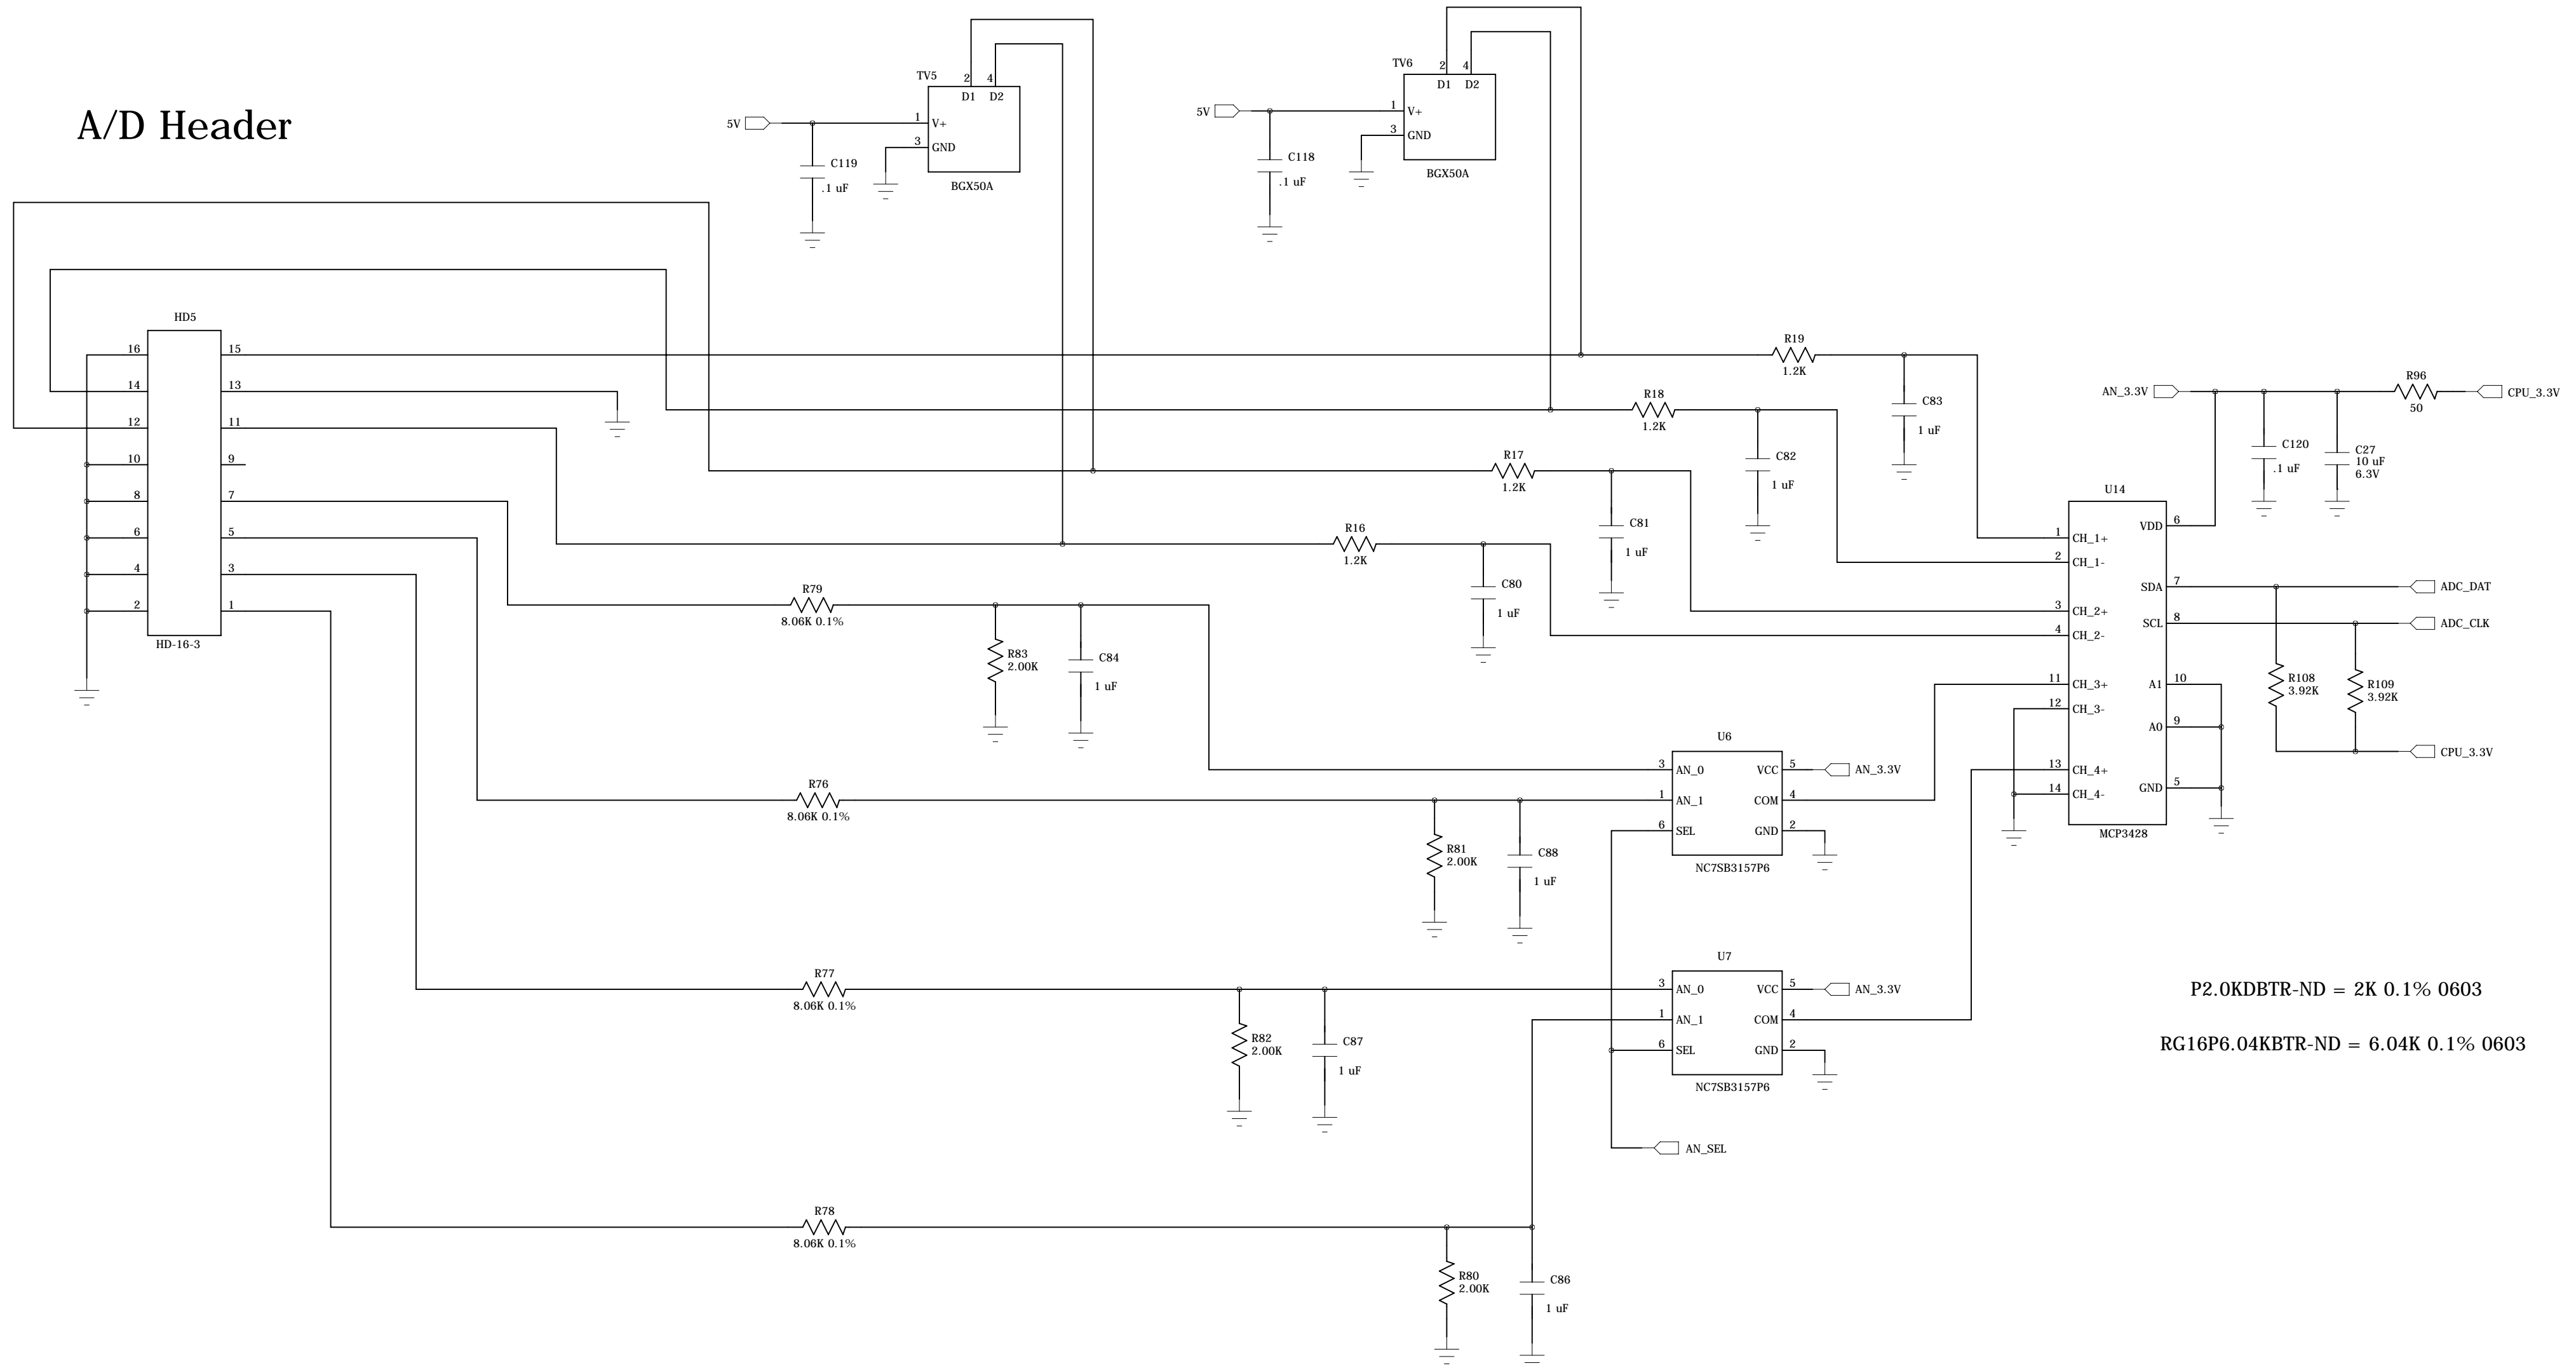 A/D Header
TV5
2 4
D1 D2
5V
1 V+
3 GND
C119
.1 uF
BGX50A
TV6
2 4
D1 D2
5V
1 V+
3 GND
C118
.1 uF
BGX50A
HD5
16 15
14 13
12 11
10 9
8 7
6 5
4 3
2 1
HD-16-3
R19
1.2K
C83
1 uF
R18
1.2K
C82
1 uF
R17
1.2K
C81
1 uF
R16
1.2K
C80
1 uF
R79
8.06K 0.1%
R83
2.00K
C84
1 uF
R76
8.06K 0.1%
R81
2.00K
C88
1 uF
R77
8.06K 0.1%
R82
2.00K
C87
1 uF
R78
8.06K 0.1%
R80
2.00K
C86
1 uF
U6
3 AN_0
1 AN_1
6 SEL
VCC 5
COM 4
GND 2
AN_3.3V
NC7SB3157P6
U7
3 AN_0
1 AN_1
6 SEL
VCC 5
COM 4
GND 2
AN_3.3V
NC7SB3157P6
AN_SEL
AN_3.3V
R96
50
CPU_3.3V
C120
.1 uF
C27
10 uF
6.3V
U14
1 CH_1+
2 CH_1-
3 CH_2+
4 CH_2-
11 CH_3+
12 CH_3-
13 CH_4+
14 CH_4-
VDD 6
SDA 7
SCL 8
A1 10
A0 9
GND 5
MCP3428
ADC_DAT
ADC_CLK
R108
3.92K
R109
3.92K
CPU_3.3V
P2.0KDBTR-ND = 2K 0.1% 0603
RG16P6.04KBTR-ND = 6.04K 0.1% 0603